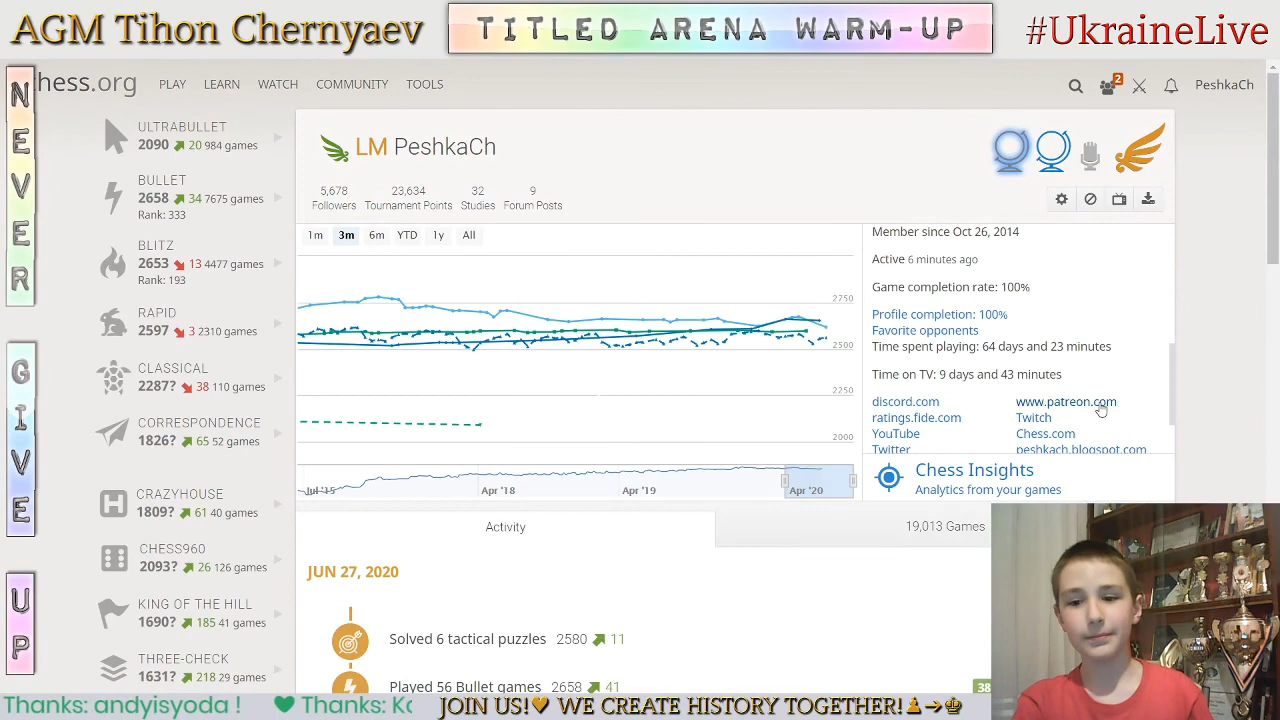 AGM Tihon Chernyaev
TITLED ARENA WARM-UP
#UkraineLive
NEVER
GIVE
UP
hess.org
PLAY LEARN WATCH COMMUNITY TOOLS
2
PeshkaCh
ULTRABULLET
2090 20 984 games
BULLET
2658 34 7675 games
Rank: 333
BLITZ
2653 13 4477 games
Rank: 193
RAPID
2597 3 2310 games
CLASSICAL
2287? 38 110 games
CORRESPONDENCE
1826? 65 52 games
CRAZYHOUSE
1809? 61 40 games
CHESS960
2093? 26 126 games
KING OF THE HILL
1690? 185 41 games
THREE-CHECK
1631? 218 29 games
LM PeshkaCh
5,678 23,634 32 9
Followers Tournament Points Studies Forum Posts
1m 3m 6m YTD 1y All
2750
2500
2250
2000
Jul '15 Apr '18 Apr '19 Apr '20
Member since Oct 26, 2014
Active 6 minutes ago
Game completion rate: 100%
Profile completion: 100%
Favorite opponents
Time spent playing: 64 days and 23 minutes
Time on TV: 9 days and 43 minutes
discord.com www.patreon.com
ratings.fide.com Twitch
YouTube Chess.com
Twitter peshkach.blogspot.com
Chess Insights
Analytics from your games
Activity 19,013 Games
JUN 27, 2020
Solved 6 tactical puzzles 2580 11
Played 56 Bullet games 2658 41
38
Thanks: andyisyoda ! Thanks: Kc
JOIN US!♥ WE CREATE HISTORY TOGETHER!♟→♚